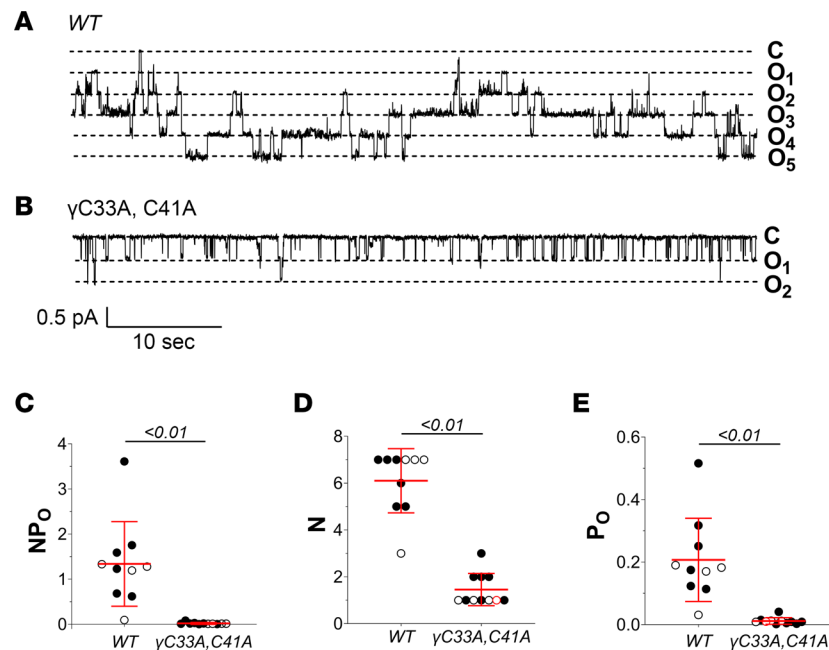 A WT
C
O1
O2
O3
O4
O5
B γC33A, C41A
C
O1
O2
0.5 pA
10 sec
C
<0.01
NPO
4
3
2
1
0
WT γC33A,C41A
D
<0.01
N
8
6
4
2
0
WT γC33A,C41A
E
<0.01
PO
0.6
0.4
0.2
0.0
WT γC33A,C41A